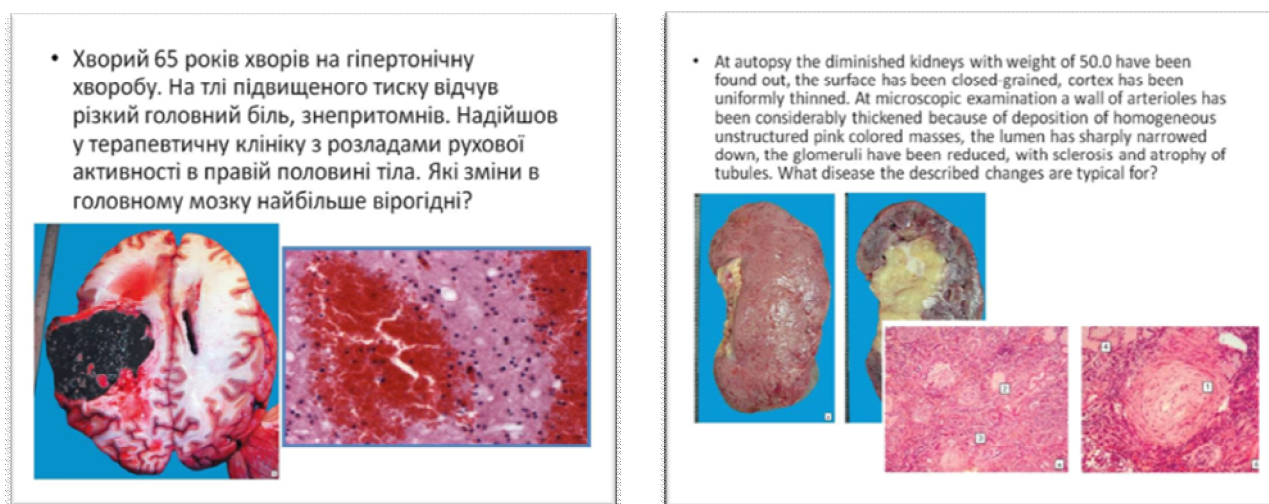 • Хворий 65 років хворів на гіпертонічну
хворобу. На тлі підвищеного тиску відчув
різкий головний біль, знепритомнів. Надійшов
у терапевтичну клініку з розладами рухової
активності в правій половині тіла. Які зміни в
головному мозку найбільше вірогідні?
• At autopsy the diminished kidneys with weight of 50.0 have been
found out, the surface has been closed-grained, cortex has been
uniformly thinned. At microscopic examination a wall of arterioles has
been considerably thickened because of deposition of homogeneous
unstructured pink colored masses, the lumen has sharply narrowed
down, the glomeruli have been reduced, with sclerosis and atrophy of
tubules. What disease the described changes are typical for?
2
3
4
1